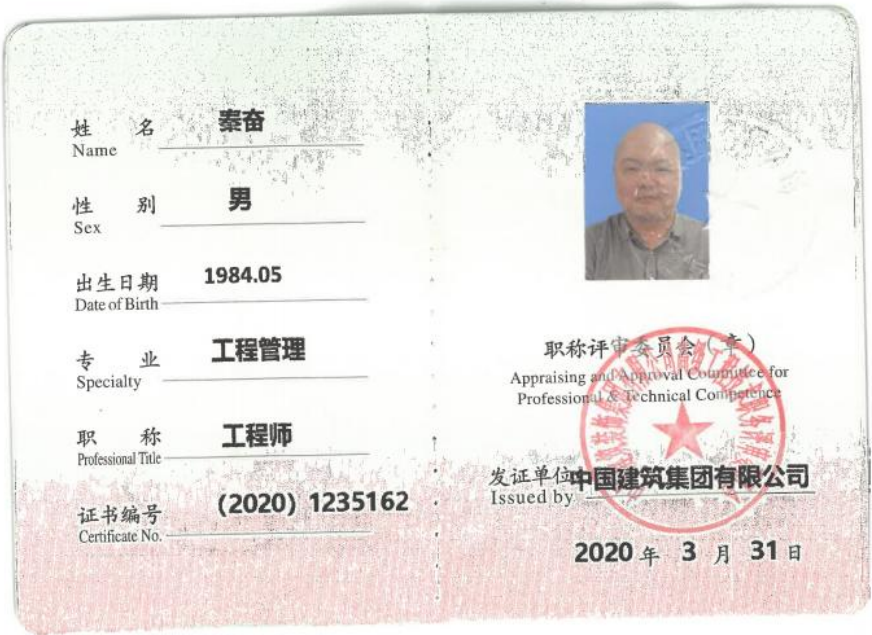 姓 名 秦奋
Name
性 别 男
Sex
出生日期 1984.05
Date of Birth
专 业 工程管理
Specialty
职 称 工程师
Professional Title
证书编号 (2020) 1235162
Certificate No.
职称评审委员会(章)
Appraising and Approval Committee for
Professional & Technical Competence
发证单位 中国建筑集团有限公司
Issued by
2020 年 3 月 31 日